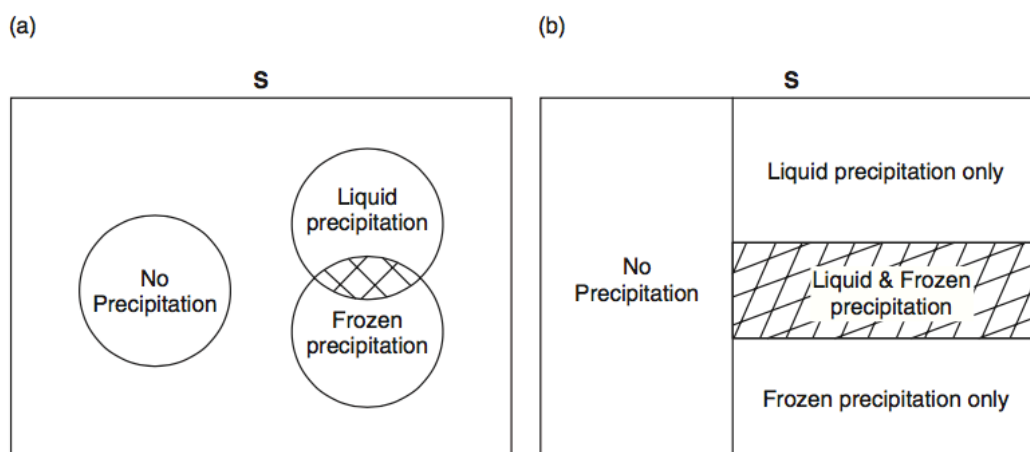 (a)
S
No
Precipitation
Liquid
precipitation
Frozen
precipitation
(b)
S
No
Precipitation
Liquid precipitation only
Liquid & Frozen
precipitation
Frozen precipitation only